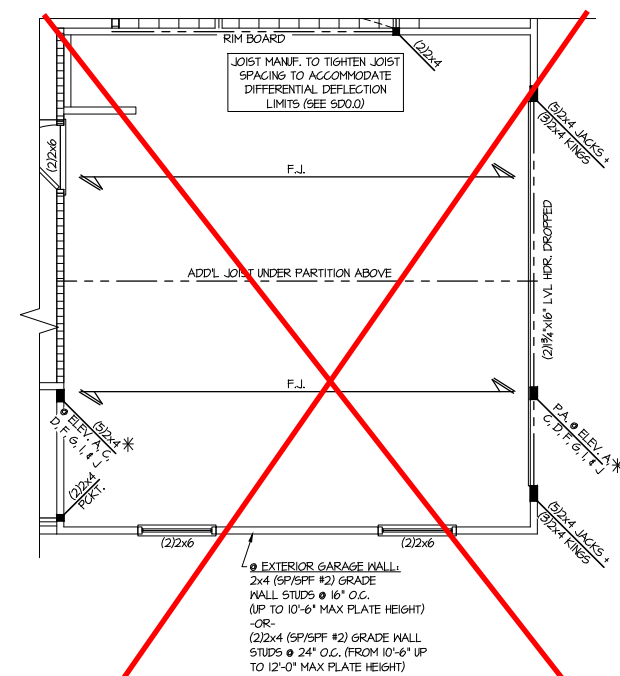 RIM BOARD
(2)2x4
JOIST MANUF. TO TIGHTEN JOIST
SPACING TO ACCOMMODATE
DIFFERENTIAL DEFLECTION
LIMITS (SEE SD0.0)
(5)2x4 JACKS +
(3)2x4 KINGS
(2)2x6
F.J.
(2)1¾"x16" LVL HDR. DROPPED
ADD'L JOIST UNDER PARTITION ABOVE
F.J.
(5)2x4 *
@ ELEV. A, C,
D, F, G, I, & J
P.A. @ ELEV. A, *
C, D, F, G, I, & J
(2)2x4
PCKT.
(5)2x4 JACKS +
(3)2x4 KINGS
(2)2x6
(2)2x6
@ EXTERIOR GARAGE WALL:
2x4 (SP/SPF #2) GRADE
WALL STUDS @ 16" O.C.
(UP TO 10'-6" MAX PLATE HEIGHT)
-OR-
(2)2x4 (SP/SPF #2) GRADE WALL
STUDS @ 24" O.C. (FROM 10'-6" UP
TO 12'-0" MAX PLATE HEIGHT)